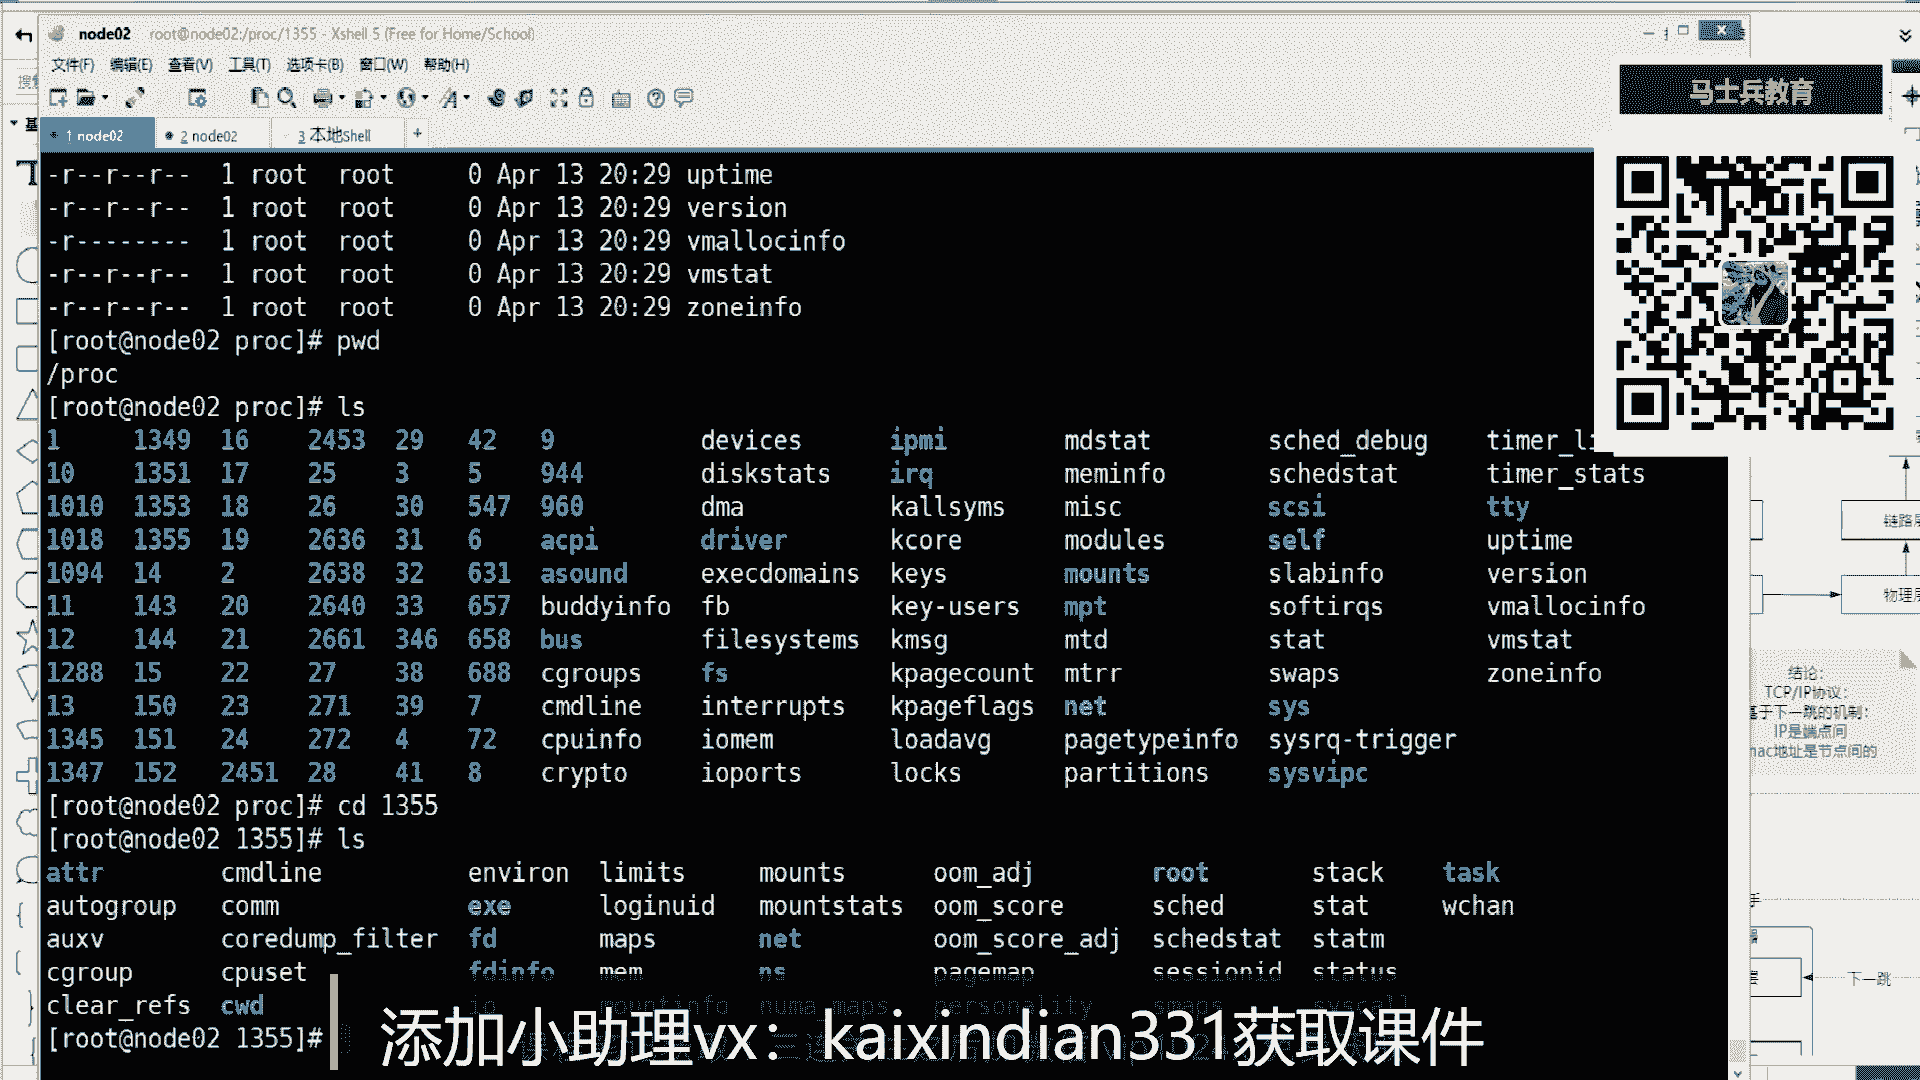 node02 root@node02:/proc/1355 - Xshell 5 (Free for Home/School)
文件(F) 编辑(E) 查看(V) 工具(T) 选项卡(B) 窗口(W) 帮助(H)
马士兵教育
1 node02 2 node02 3 本地Shell +
-r--r--r-- 1 root root 0 Apr 13 20:29 uptime
-r--r--r-- 1 root root 0 Apr 13 20:29 version
-r-------- 1 root root 0 Apr 13 20:29 vmallocinfo
-r--r--r-- 1 root root 0 Apr 13 20:29 vmstat
-r--r--r-- 1 root root 0 Apr 13 20:29 zoneinfo
[root@node02 proc]# pwd
/proc
[root@node02 proc]# ls
1 1349 16 2453 29 42 9 devices ipmi mdstat sched_debug timer_li
10 1351 17 25 3 5 944 diskstats irq meminfo schedstat timer_stats
1010 1353 18 26 30 547 960 dma kallsyms misc scsi tty
1018 1355 19 2636 31 6 acpi driver kcore modules self uptime
1094 14 2 2638 32 631 asound execdomains keys mounts slabinfo version
11 143 20 2640 33 657 buddyinfo fb key-users mpt softirqs vmallocinfo
12 144 21 2661 346 658 bus filesystems kmsg mtd stat vmstat
1288 15 22 27 38 688 cgroups fs kpagecount mtrr swaps zoneinfo
13 150 23 271 39 7 cmdline interrupts kpageflags net sys
1345 151 24 272 4 72 cpuinfo iomem loadavg pagetypeinfo sysrq-trigger
1347 152 2451 28 41 8 crypto ioports locks partitions sysvipc
[root@node02 proc]# cd 1355
[root@node02 1355]# ls
attr cmdline environ limits mounts oom_adj root stack task
autogroup comm exe loginuid mountstats oom_score sched stat wchan
auxv coredump_filter fd maps net oom_score_adj schedstat statm
cgroup cpuset fdinfo mem ns pagemap sessionid status
clear_refs cwd io mountinfo numa_maps personality smaps syscall
[root@node02 1355]#
添加小助理vx：kaixindian331获取课件
链路层
物理层
结论：
TCP/IP协议：
基于下一跳的机制：
IP是端点间
mac地址是节点间的
下一跳